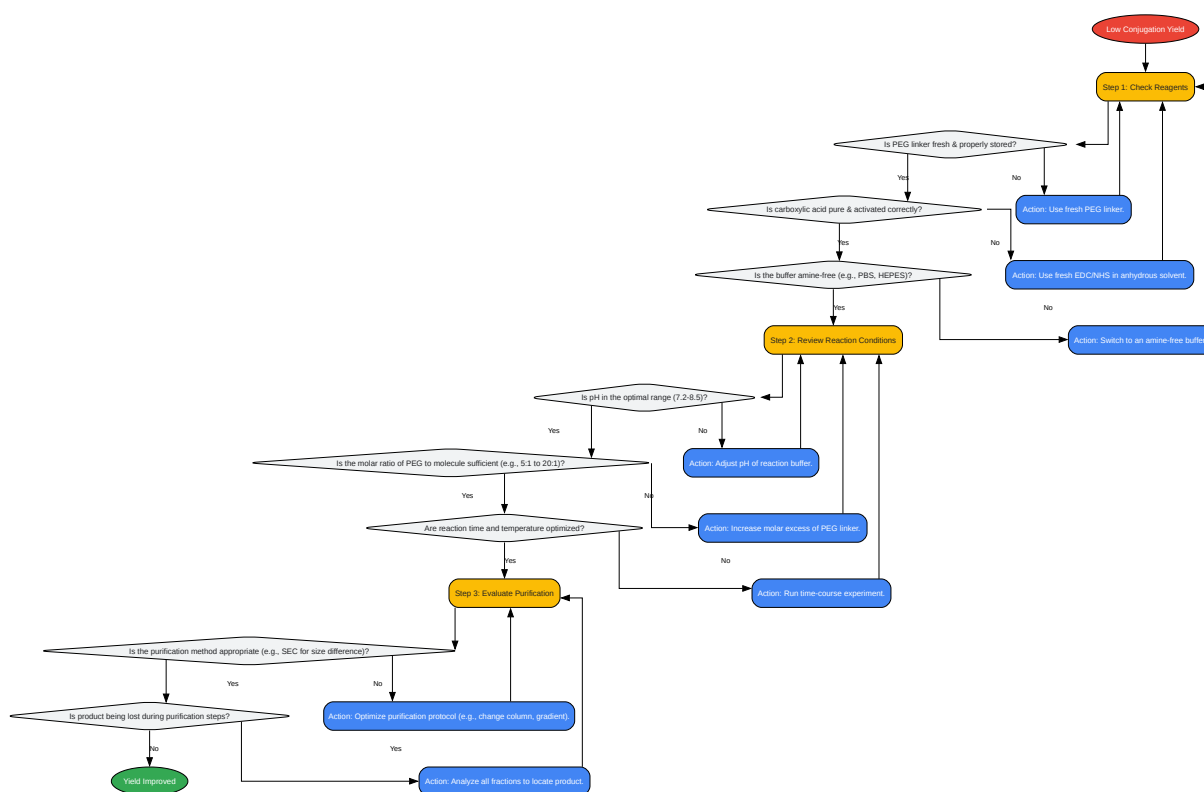 Low Conjugation Yield
Step 1: Check Reagents
Is PEG linker fresh & properly stored?
Yes
No
Is carboxylic acid pure & activated correctly?
Action: Use fresh PEG linker.
Yes
No
Is the buffer amine-free (e.g., PBS, HEPES)?
Action: Use fresh EDC/NHS in anhydrous solvent.
Yes
No
Step 2: Review Reaction Conditions
Action: Switch to an amine-free buffer
Is pH in the optimal range (7.2-8.5)?
Yes
No
Is the molar ratio of PEG to molecule sufficient (e.g., 5:1 to 20:1)?
Action: Adjust pH of reaction buffer.
Yes
No
Are reaction time and temperature optimized?
Action: Increase molar excess of PEG linker.
Yes
No
Step 3: Evaluate Purification
Action: Run time-course experiment.
Is the purification method appropriate (e.g., SEC for size difference)?
Yes
No
Is product being lost during purification steps?
Action: Optimize purification protocol (e.g., change column, gradient).
No
Yes
Yield Improved
Action: Analyze all fractions to locate product.